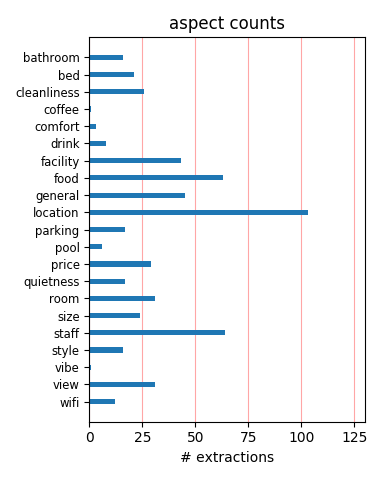 aspect counts
bathroom
bed
cleanliness
coffee
comfort
drink
facility
food
general
location
parking
pool
price
quietness
room
size
staff
style
vibe
view
wifi
0 25 50 75 100 125
# extractions